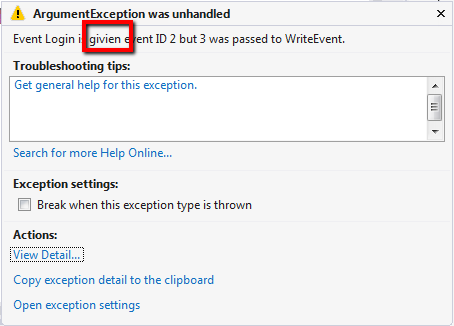 ArgumentException was unhandled
Event Login is givien event ID 2 but 3 was passed to WriteEvent.
Troubleshooting tips:
Get general help for this exception.
Search for more Help Online...
Exception settings:
Break when this exception type is thrown
Actions:
View Detail...
Copy exception detail to the clipboard
Open exception settings